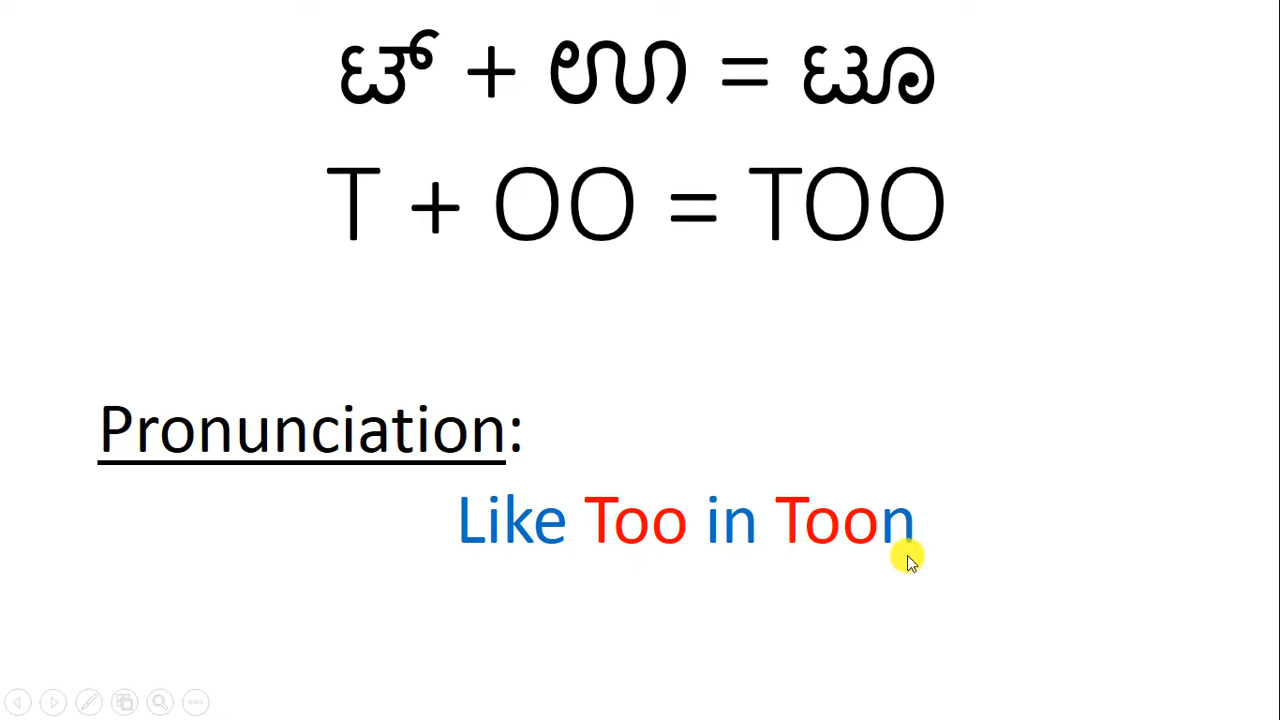 ಟ್ + ಊ = ಟೂ
T + OO = TOO
Pronunciation:
Like Too in Toon